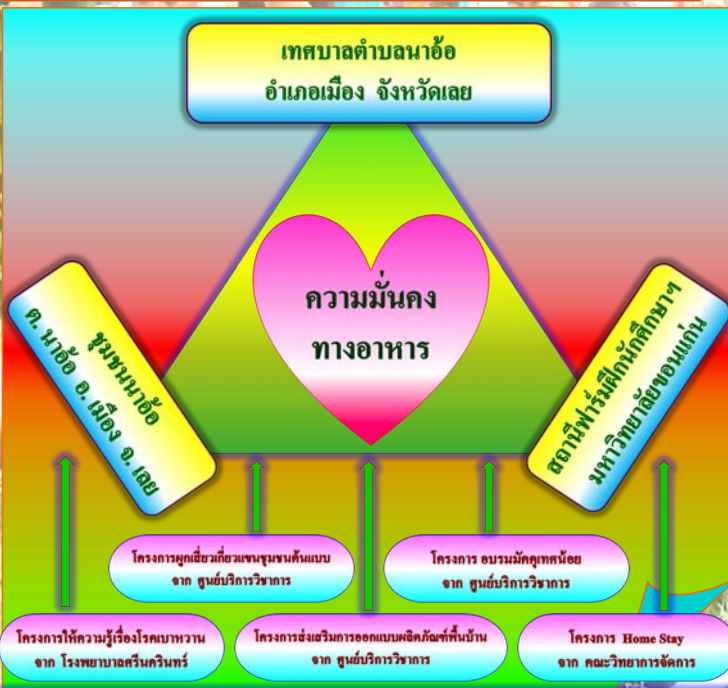 เทศบาลตำบลนาอ้อ
อำเภอเมือง จังหวัดเลย
ความมั่นคง
ทางอาหาร
ชุมชนนาอ้อ
ต. นาอ้อ อ. เมือง จ. เลย
สถานีฟาร์มฝึกนักศึกษาฯ
มหาวิทยาลัยขอนแก่น
โครงการผูกเสี่ยวเกี่ยวแขนชุมชนต้นแบบ
จาก ศูนย์บริการวิชาการ
โครงการ อบรมมัคคุเทศน้อย
จาก ศูนย์บริการวิชาการ
โครงการให้ความรู้เรื่องโรคเบาหวาน
จาก โรงพยาบาลศรีนครินทร์
โครงการส่งเสริมการออกแบบผลิตภัณฑ์พื้นบ้าน
จาก ศูนย์บริการวิชาการ
โครงการ Home Stay
จาก คณะวิทยาการจัดการ